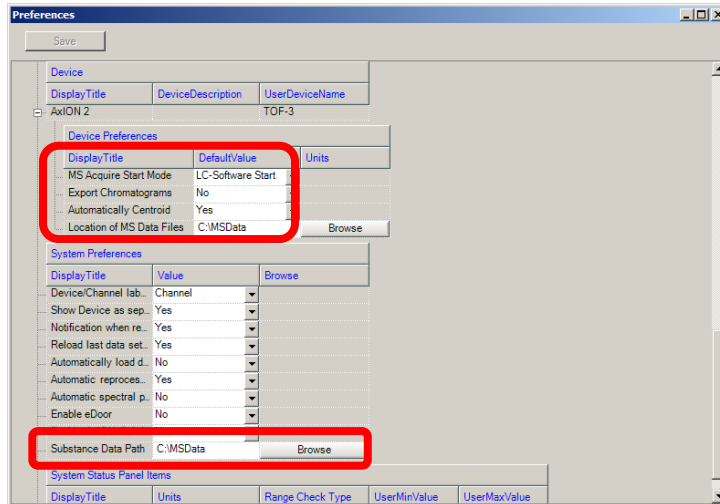 Preferences
Save
Device
DisplayTitle DeviceDescription UserDeviceName
AxION 2 TOF-3
Device Preferences
DisplayTitle DefaultValue Units
MS Acquire Start Mode LC-Software Start
Export Chromatograms No
Automatically Centroid Yes
Location of MS Data Files C:\MSData Browse
System Preferences
DisplayTitle Value Browse
Device/Channel lab... Channel
Show Device as sep... Yes
Notification when re... Yes
Reload last data set... Yes
Automatically load d... No
Automatic reproces... Yes
Automatic spectral p... No
Enable eDoor No
Substance Data Path C:\MSData Browse
System Status Panel Items
DisplayTitle Units Range Check Type UserMinValue UserMaxValue